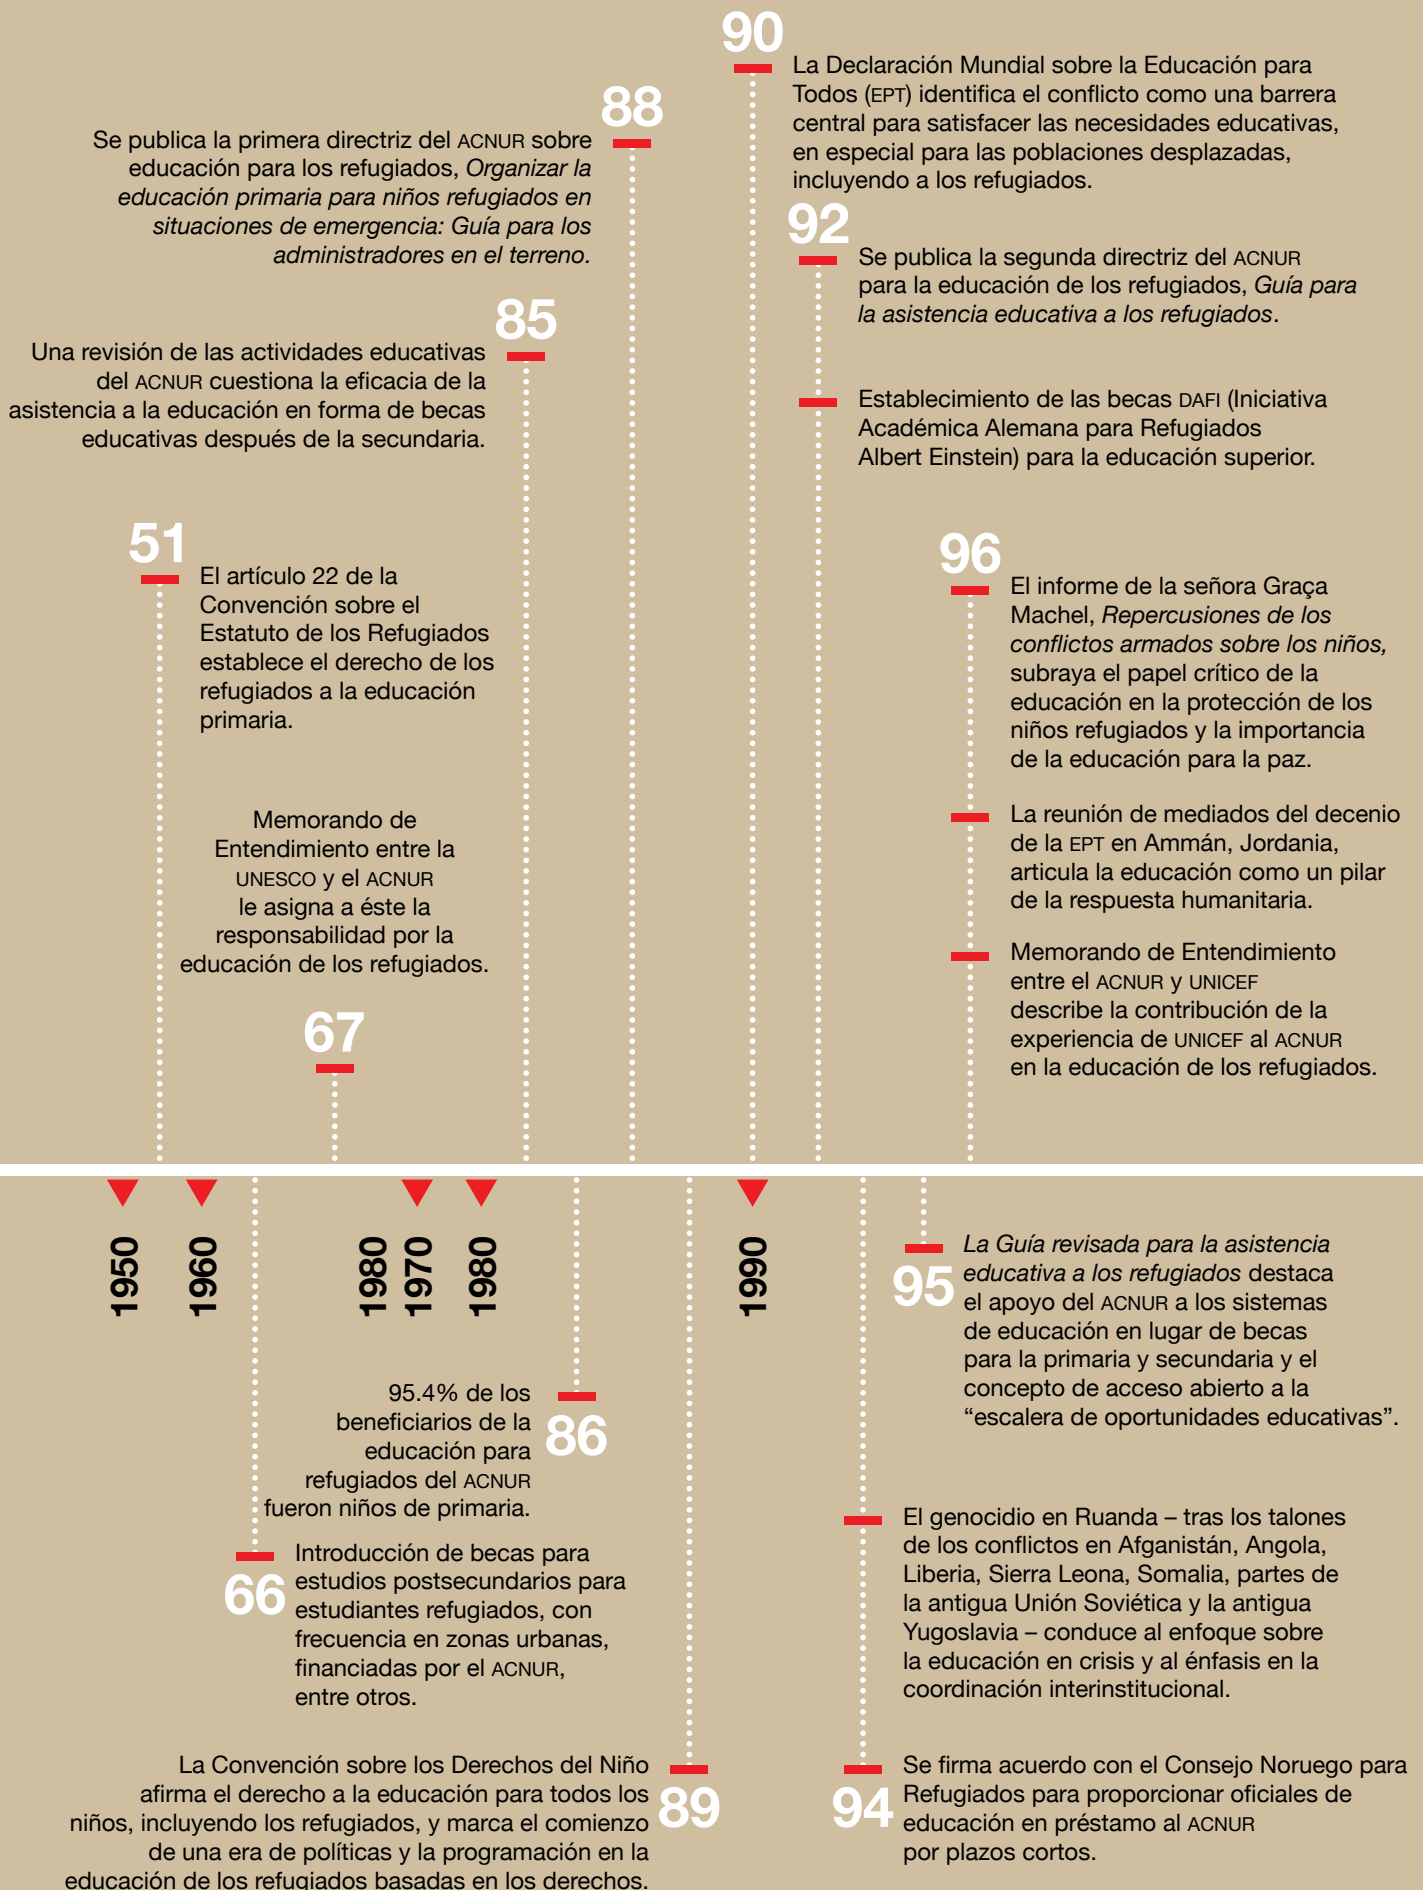 90
La Declaración Mundial sobre la Educación para
Todos (EPT) identifica el conflicto como una barrera
central para satisfacer las necesidades educativas,
en especial para las poblaciones desplazadas,
incluyendo a los refugiados.
88
Se publica la primera directriz del ACNUR sobre
educación para los refugiados, Organizar la
educación primaria para niños refugiados en
situaciones de emergencia: Guía para los
administradores en el terreno.
92
Se publica la segunda directriz del ACNUR
para la educación de los refugiados, Guía para
la asistencia educativa a los refugiados.
85
Una revisión de las actividades educativas
del ACNUR cuestiona la eficacia de la
asistencia a la educación en forma de becas
educativas después de la secundaria.
Establecimiento de las becas DAFI (Iniciativa
Académica Alemana para Refugiados
Albert Einstein) para la educación superior.
51
El artículo 22 de la
Convención sobre el
Estatuto de los Refugiados
establece el derecho de los
refugiados a la educación
primaria.
96
El informe de la señora Graça
Machel, Repercusiones de los
conflictos armados sobre los niños,
subraya el papel crítico de la
educación en la protección de los
niños refugiados y la importancia
de la educación para la paz.
Memorando de
Entendimiento entre la
UNESCO y el ACNUR
le asigna a éste la
responsabilidad por la
educación de los refugiados.
67
La reunión de mediados del decenio
de la EPT en Ammán, Jordania,
articula la educación como un pilar
de la respuesta humanitaria.
Memorando de Entendimiento
entre el ACNUR y UNICEF
describe la contribución de la
experiencia de UNICEF al ACNUR
en la educación de los refugiados.
1950
1960
1980
1970
1980
1990
95
La Guía revisada para la asistencia
educativa a los refugiados destaca
el apoyo del ACNUR a los sistemas
de educación en lugar de becas
para la primaria y secundaria y el
concepto de acceso abierto a la
“escalera de oportunidades educativas”.
95.4% de los
beneficiarios de la
educación para
refugiados del ACNUR
fueron niños de primaria.
86
66
Introducción de becas para
estudios postsecundarios para
estudiantes refugiados, con
frecuencia en zonas urbanas,
financiadas por el ACNUR,
entre otros.
El genocidio en Ruanda – tras los talones
de los conflictos en Afganistán, Angola,
Liberia, Sierra Leona, Somalia, partes de
la antigua Unión Soviética y la antigua
Yugoslavia – conduce al enfoque sobre
la educación en crisis y al énfasis en la
coordinación interinstitucional.
La Convención sobre los Derechos del Niño
afirma el derecho a la educación para todos los
niños, incluyendo los refugiados, y marca el comienzo
de una era de políticas y la programación en la
educación de los refugiados basadas en los derechos.
89
94
Se firma acuerdo con el Consejo Noruego para
Refugiados para proporcionar oficiales de
educación en préstamo al ACNUR
por plazos cortos.